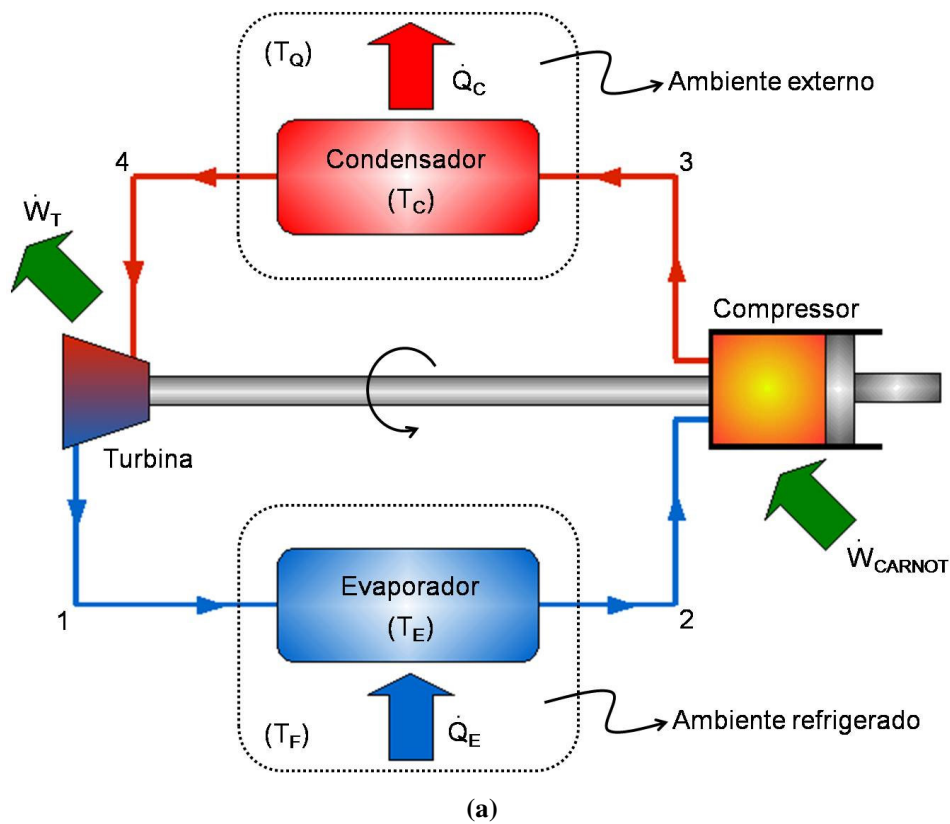 (T_Q)
Q̇_C
Ambiente externo
4
Condensador
(T_C)
3
Ẇ_T
Compressor
Turbina
Ẇ_CARNOT
Evaporador
(T_E)
1
2
(T_F)
Q̇_E
Ambiente refrigerado
(a)